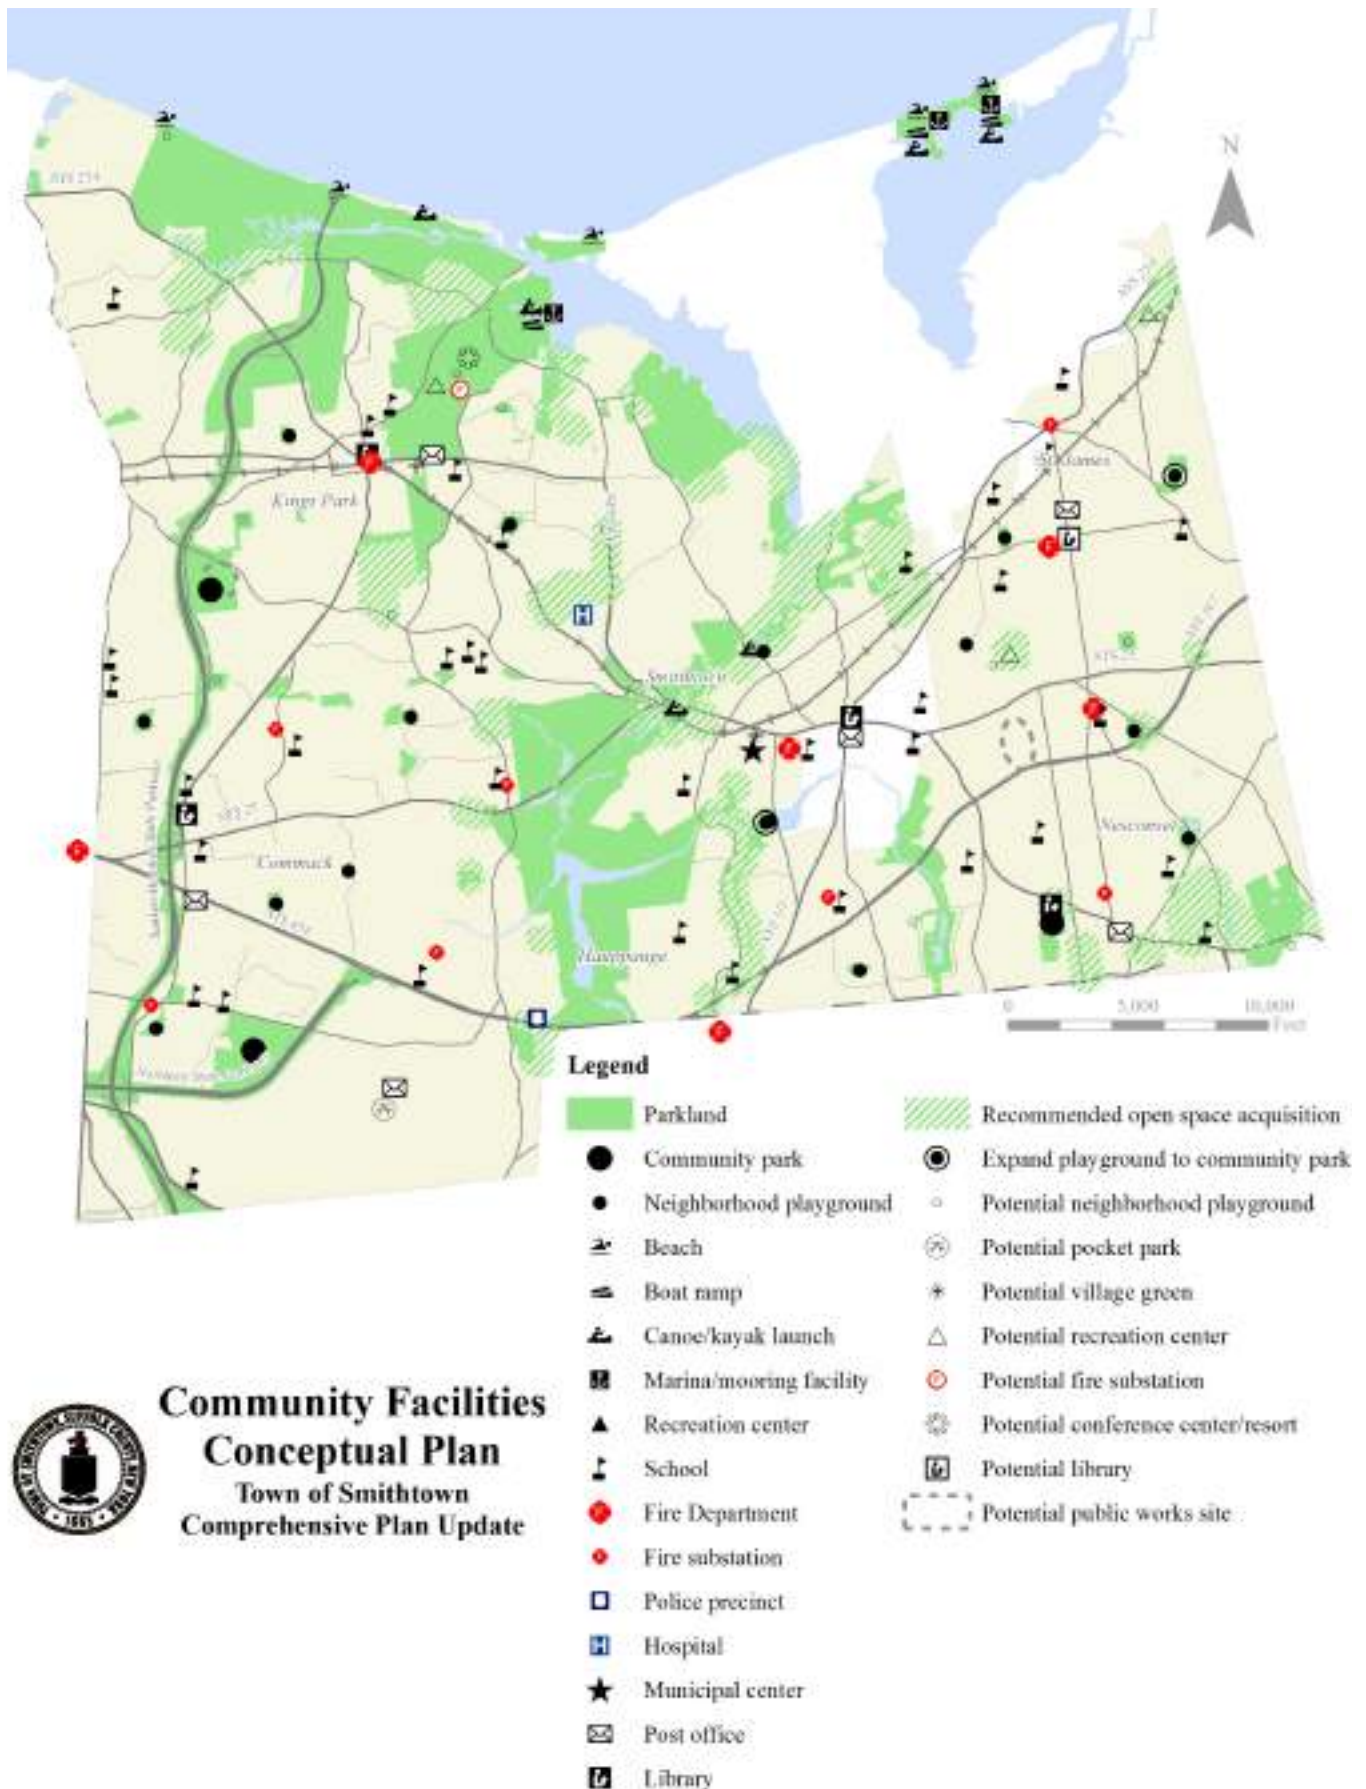 N
Kings Park
St. James
Smithtown
Commack
Nesconset
Hauppauge
0 5,000 10,000
Feet
Legend
Parkland
Community park
Neighborhood playground
Beach
Boat ramp
Canoe/kayak launch
Marina/mooring facility
Recreation center
School
Fire Department
Fire substation
Police precinct
Hospital
Municipal center
Post office
Library
Recommended open space acquisition
Expand playground to community park
Potential neighborhood playground
Potential pocket park
Potential village green
Potential recreation center
Potential fire substation
Potential conference center/resort
Potential library
Potential public works site
Community Facilities
Conceptual Plan
Town of Smithtown
Comprehensive Plan Update